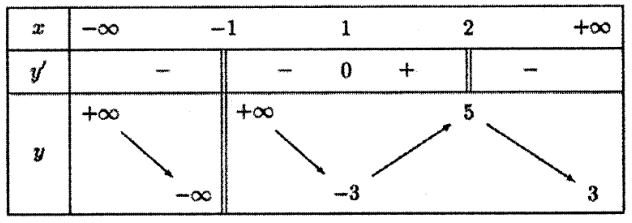 x −∞ −1 1 2 +∞
y′ − − 0 + −
+∞ +∞ 5
y
−∞ −3 3